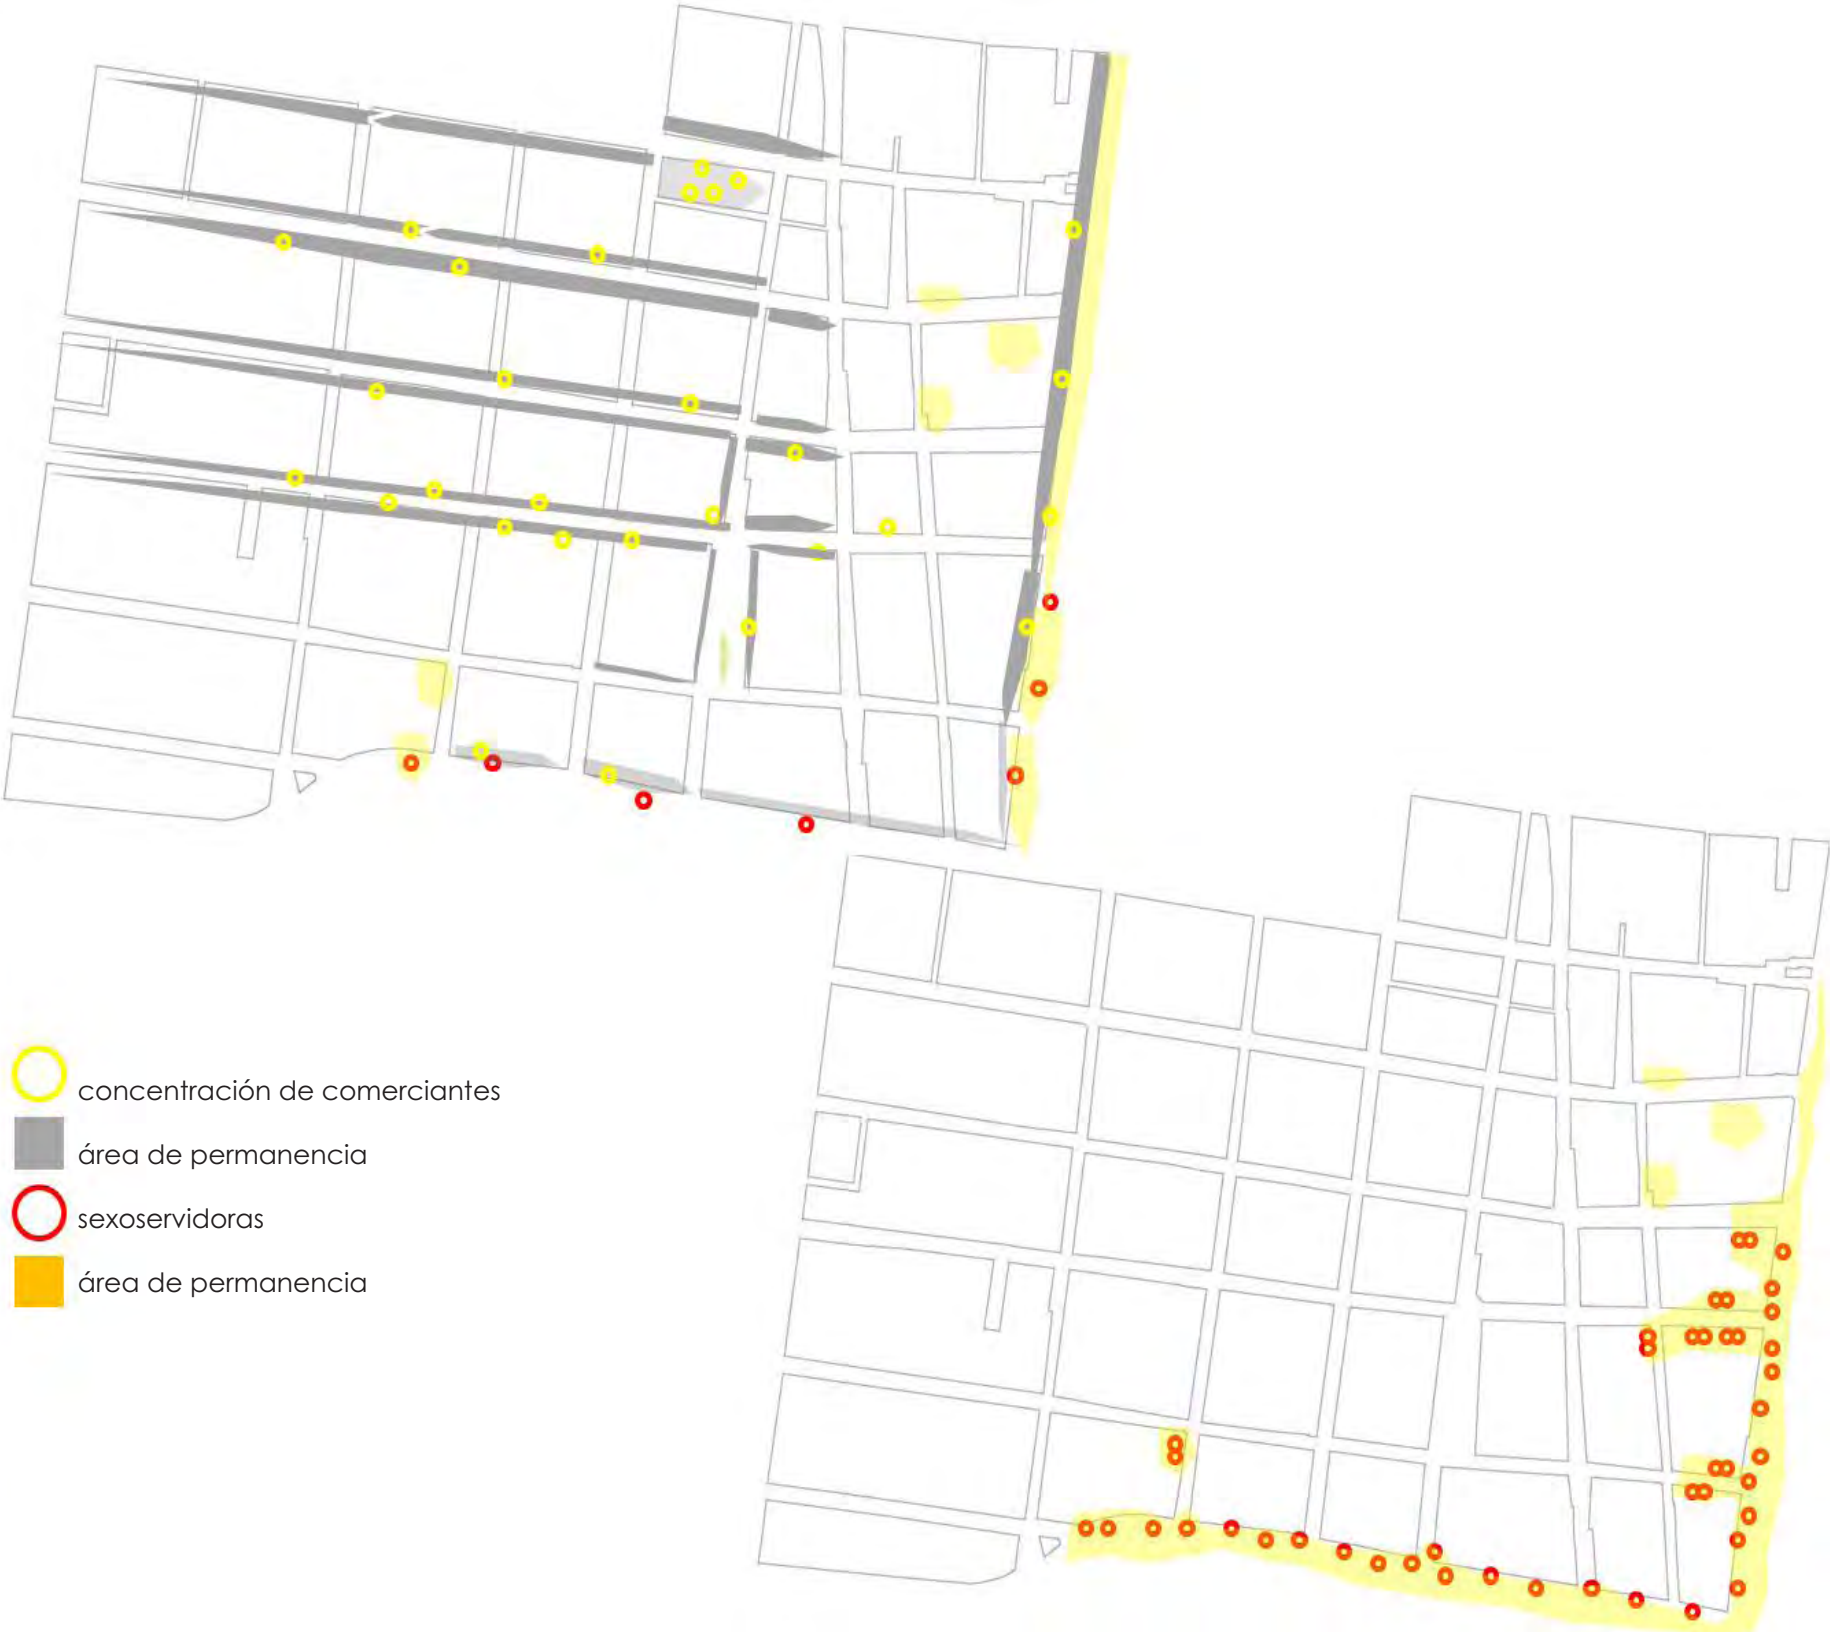 concentración de comerciantes
área de permanencia
sexoservidoras
área de permanencia